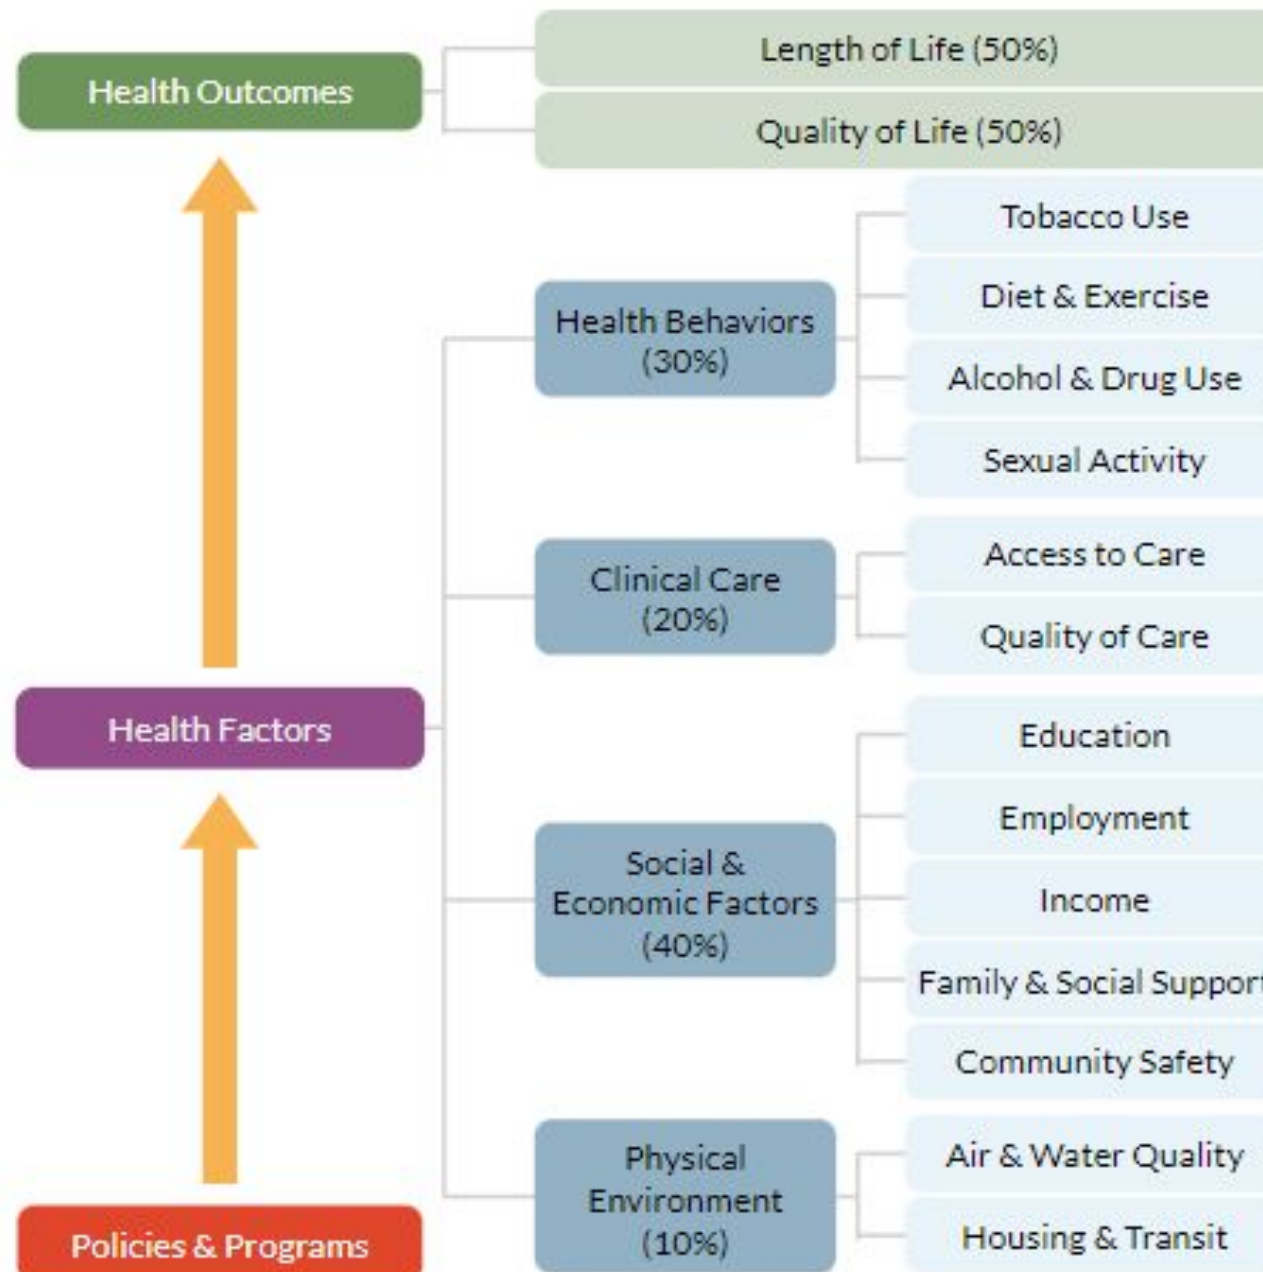 Health Outcomes
Length of Life (50%)
Quality of Life (50%)
Health Factors
Health Behaviors
(30%)
Tobacco Use
Diet & Exercise
Alcohol & Drug Use
Sexual Activity
Clinical Care
(20%)
Access to Care
Quality of Care
Social &
Economic Factors
(40%)
Education
Employment
Income
Family & Social Support
Community Safety
Physical
Environment
(10%)
Air & Water Quality
Housing & Transit
Policies & Programs